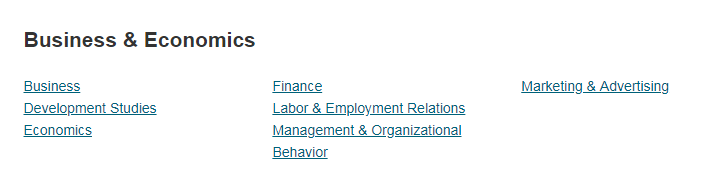 Business & Economics
Business
Development Studies
Economics
Finance
Labor & Employment Relations
Management & Organizational
Behavior
Marketing & Advertising